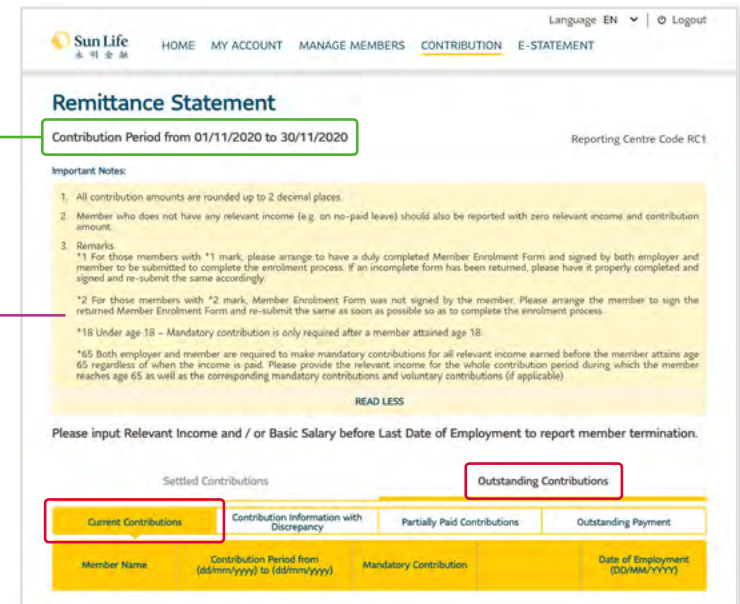 Language EN | Logout
Sun Life HOME MY ACCOUNT MANAGE MEMBERS CONTRIBUTION E-STATEMENT
永明金融
Remittance Statement
Contribution Period from 01/11/2020 to 30/11/2020
Reporting Centre Code RC1
Important Notes:
1. All contribution amounts are rounded up to 2 decimal places.
2. Member who does not have any relevant income (e.g. on no-paid leave) should also be reported with zero relevant income and contribution
amount.
3. Remarks
*1 For those members with *1 mark, please arrange to have a duly completed Member Enrolment Form and signed by both employer and
member to be submitted to complete the enrolment process. If an incomplete form has been returned, please have it properly completed and
signed and re-submit the same accordingly.
*2 For those members with *2 mark, Member Enrolment Form was not signed by the member. Please arrange the member to sign the
returned Member Enrolment Form and re-submit the same as soon as possible so as to complete the enrolment process.
*18 Under age 18 – Mandatory contribution is only required after a member attained age 18.
*65 Both employer and member are required to make mandatory contributions for all relevant income earned before the member attains age
65 regardless of when the income is paid. Please provide the relevant income for the whole contribution period during which the member
reaches age 65 as well as the corresponding mandatory contributions and voluntary contributions (if applicable)
READ LESS
Please input Relevant Income and / or Basic Salary before Last Date of Employment to report member termination.
Settled Contributions Outstanding Contributions
Current Contributions
Contribution Information with
Discrepancy
Partially Paid Contributions
Outstanding Payment
Member Name
Contribution Period from
(dd/mm/yyyy) to (dd/mm/yyyy)
Mandatory Contribution
Date of Employment
(DD/MM/YYYY)